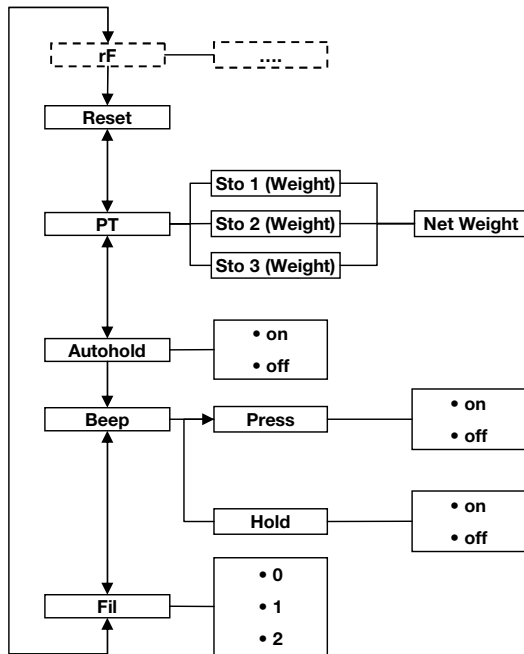 rF
....
Reset
Sto 1 (Weight)
PT
Sto 2 (Weight)
Net Weight
Sto 3 (Weight)
Autohold
• on
• off
Beep
Press
• on
• off
Hold
• on
• off
Fil
• 0
• 1
• 2